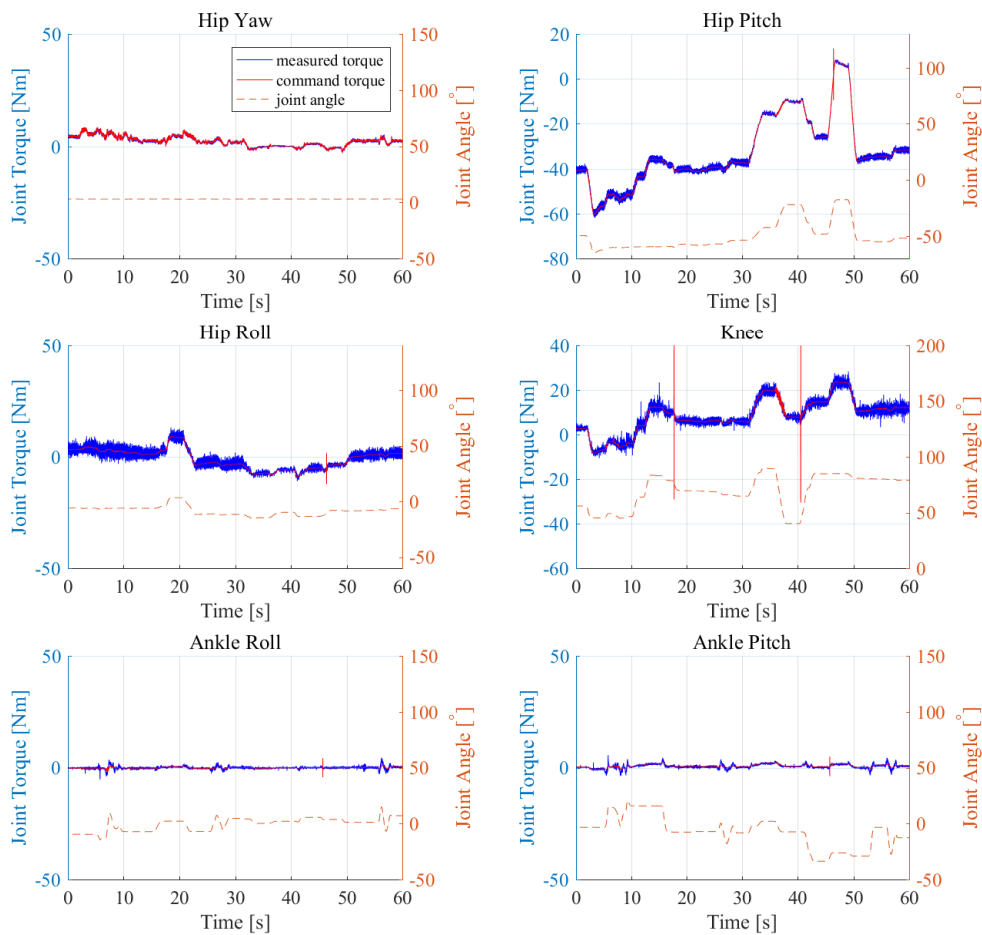 Hip Yaw
50
0
-50
Joint Torque [Nm]
measured torque
command torque
joint angle
150
100
50
0
-50
Joint Angle [°]
0 10 20 30 40 50 60
Time [s]
Hip Pitch
20
0
-20
-40
-60
-80
Joint Torque [Nm]
100
50
0
-50
Joint Angle [°]
0 10 20 30 40 50 60
Time [s]
Hip Roll
50
0
-50
Joint Torque [Nm]
100
50
0
-50
Joint Angle [°]
0 10 20 30 40 50 60
Time [s]
Knee
40
20
0
-20
-40
-60
Joint Torque [Nm]
200
150
100
50
0
Joint Angle [°]
0 10 20 30 40 50 60
Time [s]
Ankle Roll
50
0
-50
Joint Torque [Nm]
150
100
50
0
-50
Joint Angle [°]
0 10 20 30 40 50 60
Time [s]
Ankle Pitch
50
0
-50
Joint Torque [Nm]
150
100
50
0
-50
Joint Angle [°]
0 10 20 30 40 50 60
Time [s]